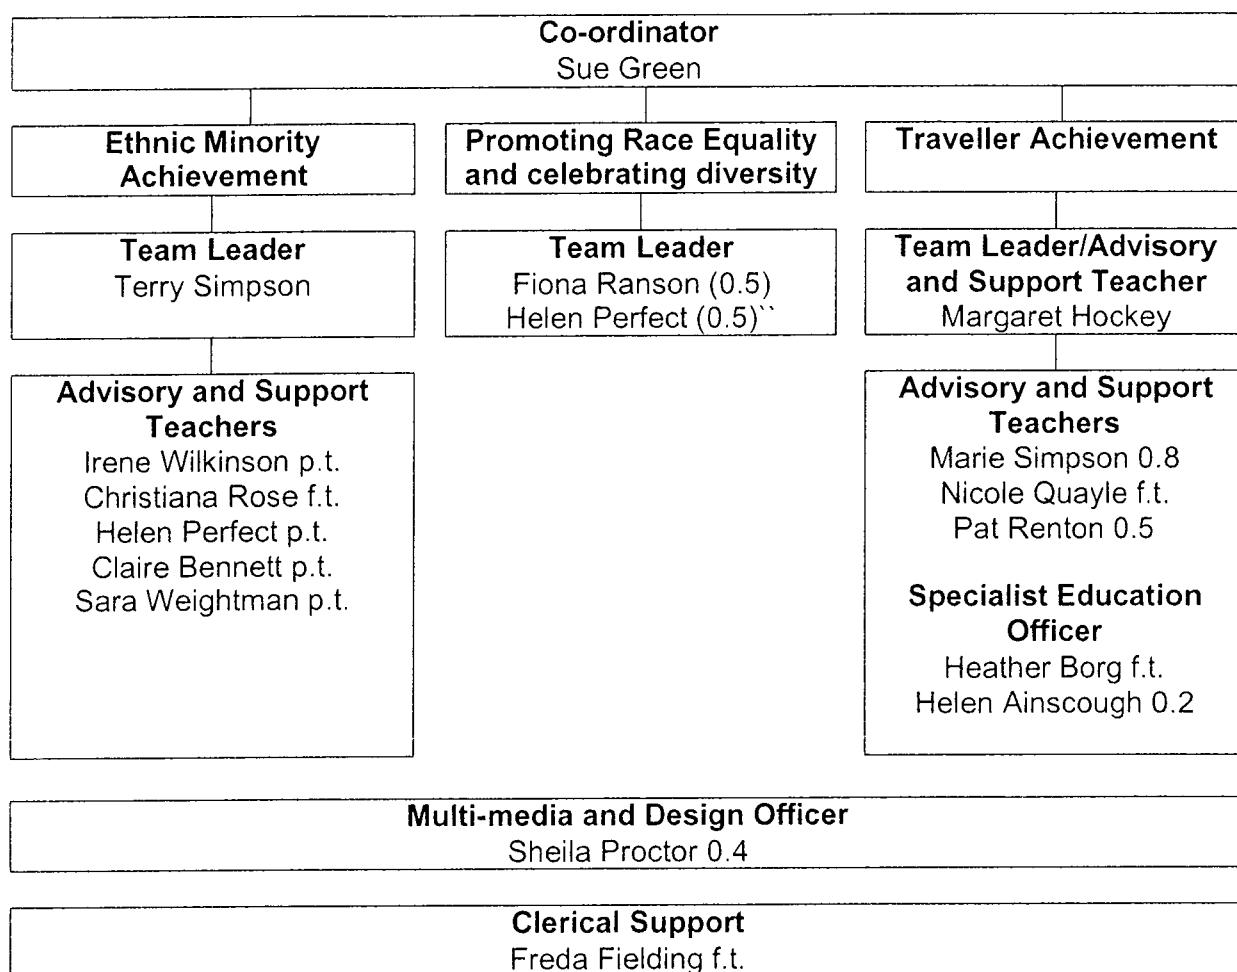 Co-ordinator
Sue Green
Ethnic Minority
Achievement
Promoting Race Equality
and celebrating diversity
Traveller Achievement
Team Leader
Terry Simpson
Team Leader
Fiona Ranson (0.5)
Helen Perfect (0.5)``
Team Leader/Advisory
and Support Teacher
Margaret Hockey
Advisory and Support
Teachers
Irene Wilkinson p.t.
Christiana Rose f.t.
Helen Perfect p.t.
Claire Bennett p.t.
Sara Weightman p.t.
Advisory and Support
Teachers
Marie Simpson 0.8
Nicole Quayle f.t.
Pat Renton 0.5
Specialist Education
Officer
Heather Borg f.t.
Helen Ainscough 0.2
Multi-media and Design Officer
Sheila Proctor 0.4
Clerical Support
Freda Fielding f.t.